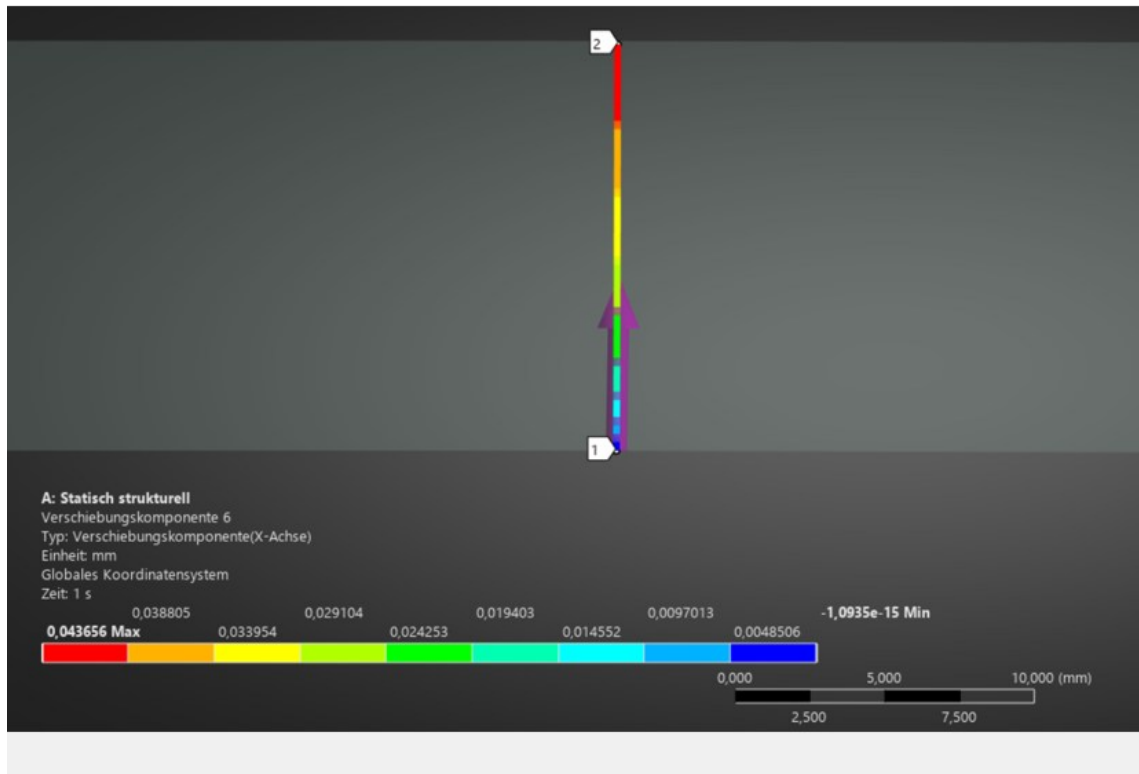 2
1
A: Statisch strukturell
Verschiebungskomponente 6
Typ: Verschiebungskomponente(X-Achse)
Einheit: mm
Globales Koordinatensystem
Zeit: 1 s
0,038805 0,029104 0,019403 0,0097013 -1,0935e-15 Min
0,043656 Max 0,033954 0,024253 0,014552 0,0048506
0,000 5,000 10,000 (mm)
2,500 7,500